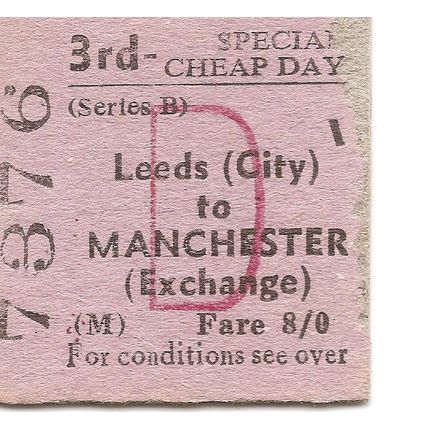 3rd- SPECIAL
CHEAP DAY
(Series B)
D
Leeds (City)
to
MANCHESTER
(Exchange)
(M) Fare 8/0
For conditions see over
7376